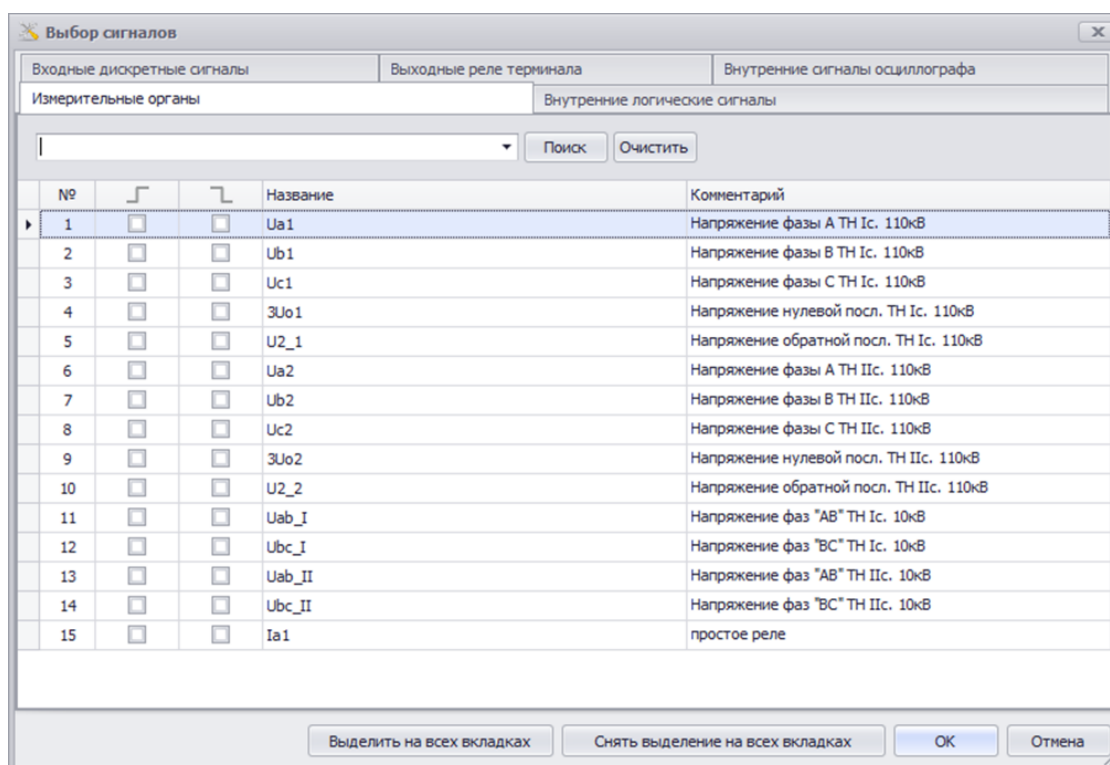 Выбор сигналов
Входные дискретные сигналы Выходные реле терминала Внутренние сигналы осциллографа
Измерительные органы Внутренние логические сигналы
Поиск Очистить
№ Название Комментарий
1 Ua1 Напряжение фазы А ТН Iс. 110кВ
2 Ub1 Напряжение фазы В ТН Iс. 110кВ
3 Uc1 Напряжение фазы С ТН Iс. 110кВ
4 3Uo1 Напряжение нулевой посл. ТН Iс. 110кВ
5 U2_1 Напряжение обратной посл. ТН Iс. 110кВ
6 Ua2 Напряжение фазы А ТН IIс. 110кВ
7 Ub2 Напряжение фазы В ТН IIс. 110кВ
8 Uc2 Напряжение фазы С ТН IIс. 110кВ
9 3Uo2 Напряжение нулевой посл. ТН IIс. 110кВ
10 U2_2 Напряжение обратной посл. ТН IIс. 110кВ
11 Uab_I Напряжение фаз "АВ" ТН Iс. 10кВ
12 Ubc_I Напряжение фаз "ВС" ТН Iс. 10кВ
13 Uab_II Напряжение фаз "АВ" ТН IIс. 10кВ
14 Ubc_II Напряжение фаз "ВС" ТН IIс. 10кВ
15 Ia1 простое реле
Выделить на всех вкладках Снять выделение на всех вкладках ОК Отмена